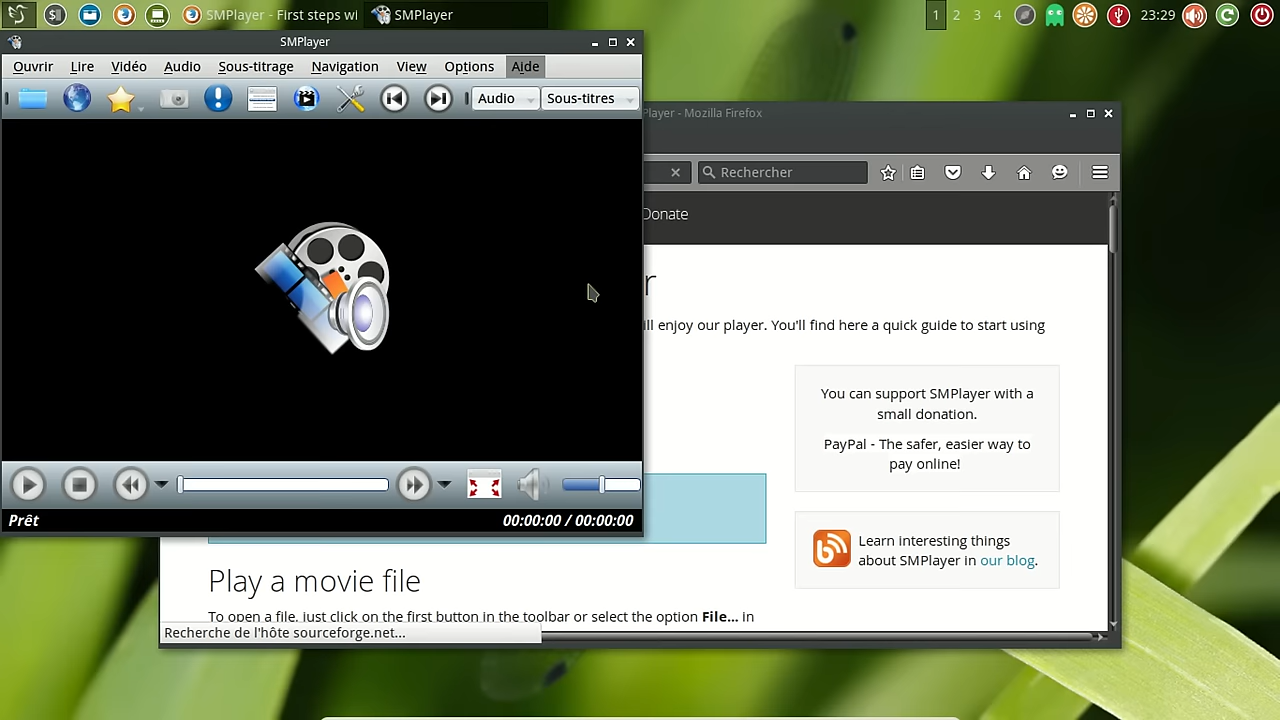 SMPlayer - First steps wi
SMPlayer
1 2 3 4
23:29
SMPlayer
Ouvrir Lire Vidéo Audio Sous-titrage Navigation View Options Aide
Audio Sous-titres
Player - Mozilla Firefox
Rechercher
Donate
r
ill enjoy our player. You'll find here a quick guide to start using
You can support SMPlayer with a
small donation.
PayPal - The safer, easier way to
pay online!
Prêt 00:00:00 / 00:00:00
Learn interesting things
about SMPlayer in our blog.
Play a movie file
To open a file, just click on the first button in the toolbar or select the option File... in
Recherche de l'hôte sourceforge.net...